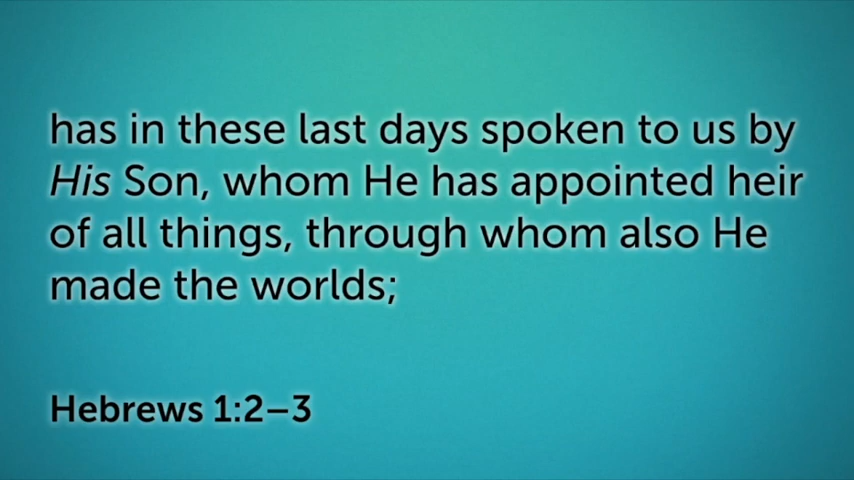 has in these last days spoken to us by
His Son, whom He has appointed heir
of all things, through whom also He
made the worlds;
Hebrews 1:2–3